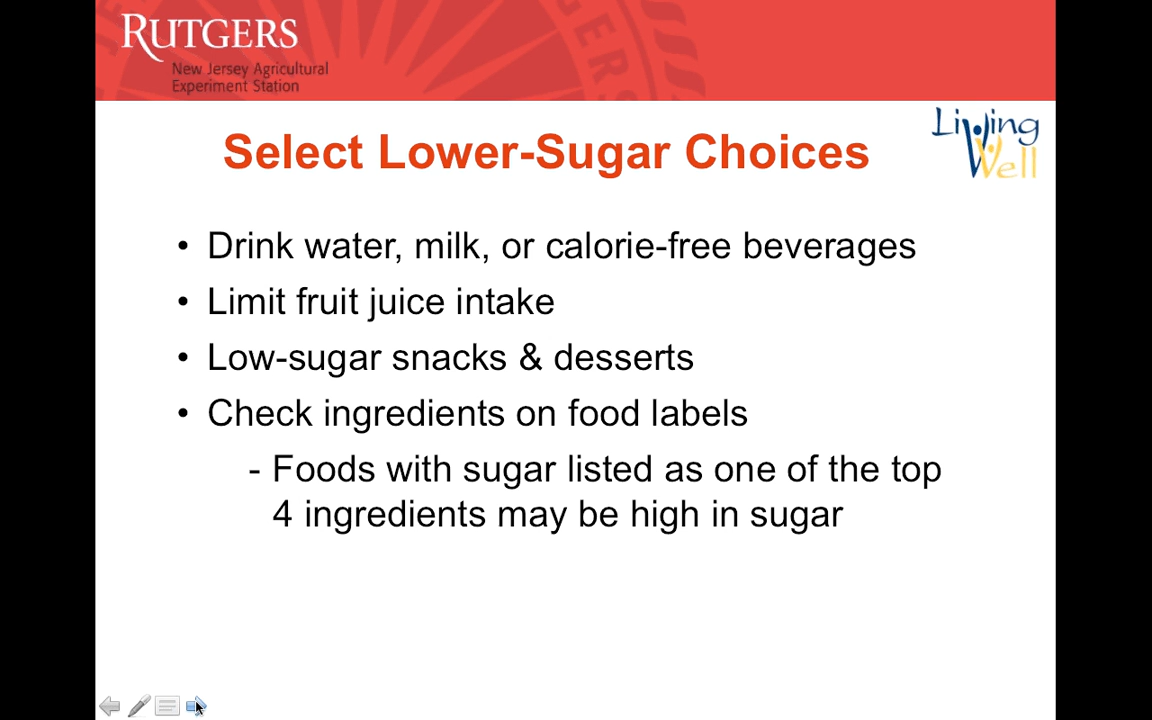 RUTGERS
New Jersey Agricultural
Experiment Station
RUTGERS
Living
Well
Select Lower-Sugar Choices
• Drink water, milk, or calorie-free beverages
• Limit fruit juice intake
• Low-sugar snacks & desserts
• Check ingredients on food labels
- Foods with sugar listed as one of the top
4 ingredients may be high in sugar